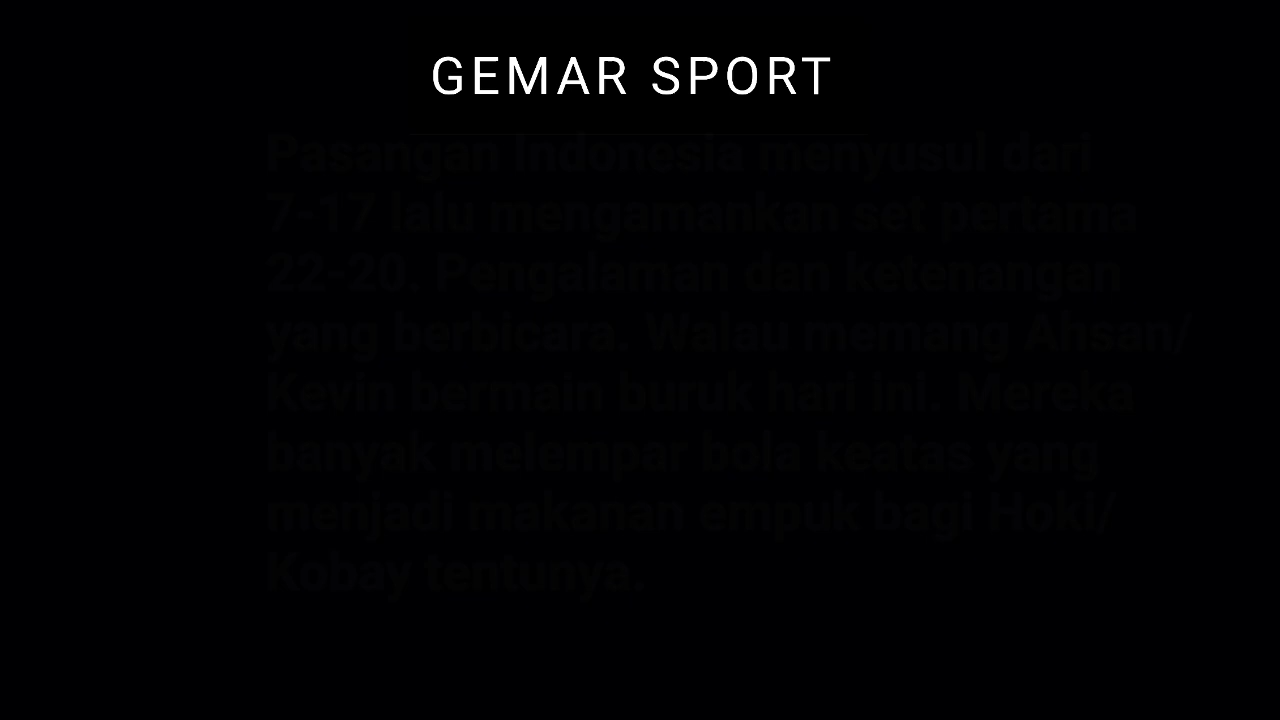 GEMAR SPORT
Pasangan Indonesia menyusul dari
7-17 lalu mengamankan set pertama
22-20. Pengalaman dan ketenangan
yang berbicara. Walau memang Ahsan/
Kevin bermain buruk hari ini. Mereka
banyak melempar bola keatas yang
menjadi makanan empuk bagi Hoki/
Kobay tentunya.